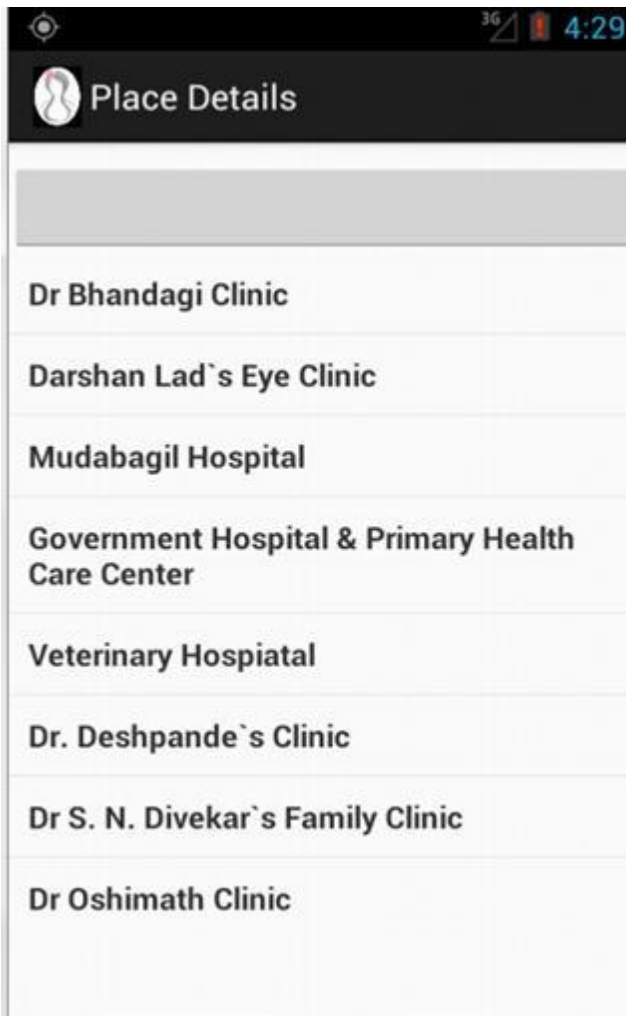 3G 4:29
Place Details
Dr Bhandagi Clinic
Darshan Lad`s Eye Clinic
Mudabagil Hospital
Government Hospital & Primary Health
Care Center
Veterinary Hospiatal
Dr. Deshpande`s Clinic
Dr S. N. Divekar`s Family Clinic
Dr Oshimath Clinic